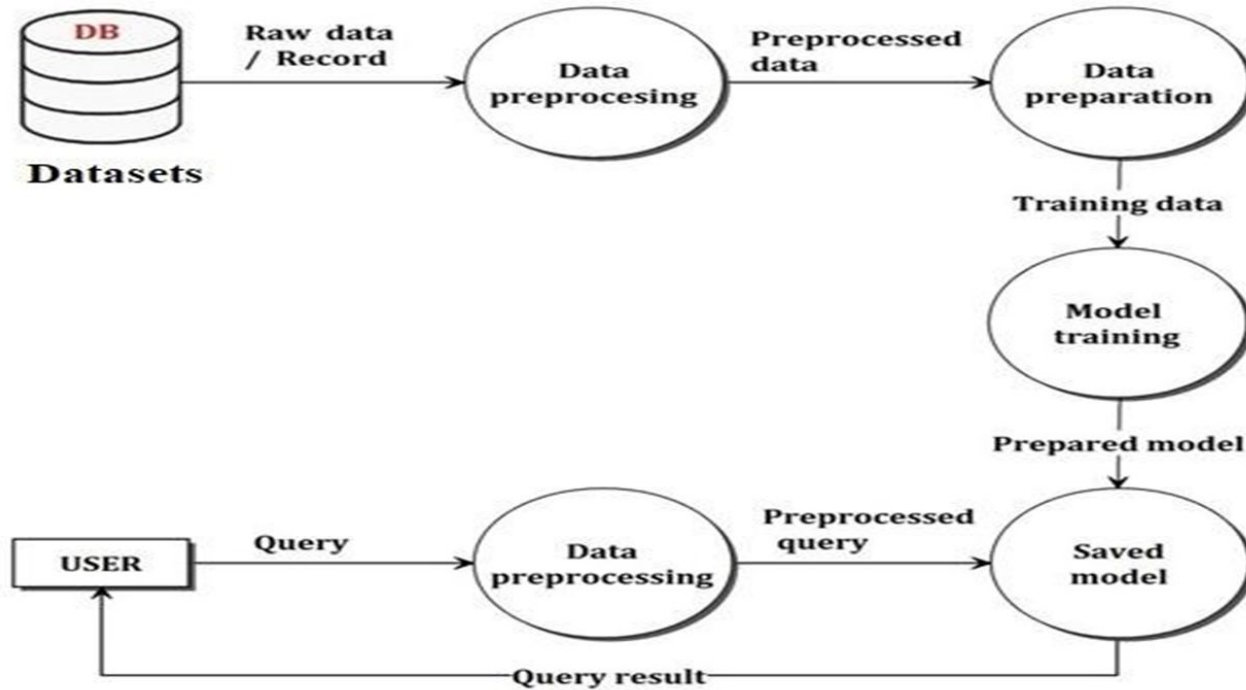 DB
Raw data
/ Record
Data
preprocesing
Preprocessed
data
Data
preparation
Datasets
Training data
Model
training
Prepared model
USER
Query
Data
preprocessing
Preprocessed
query
Saved
model
Query result